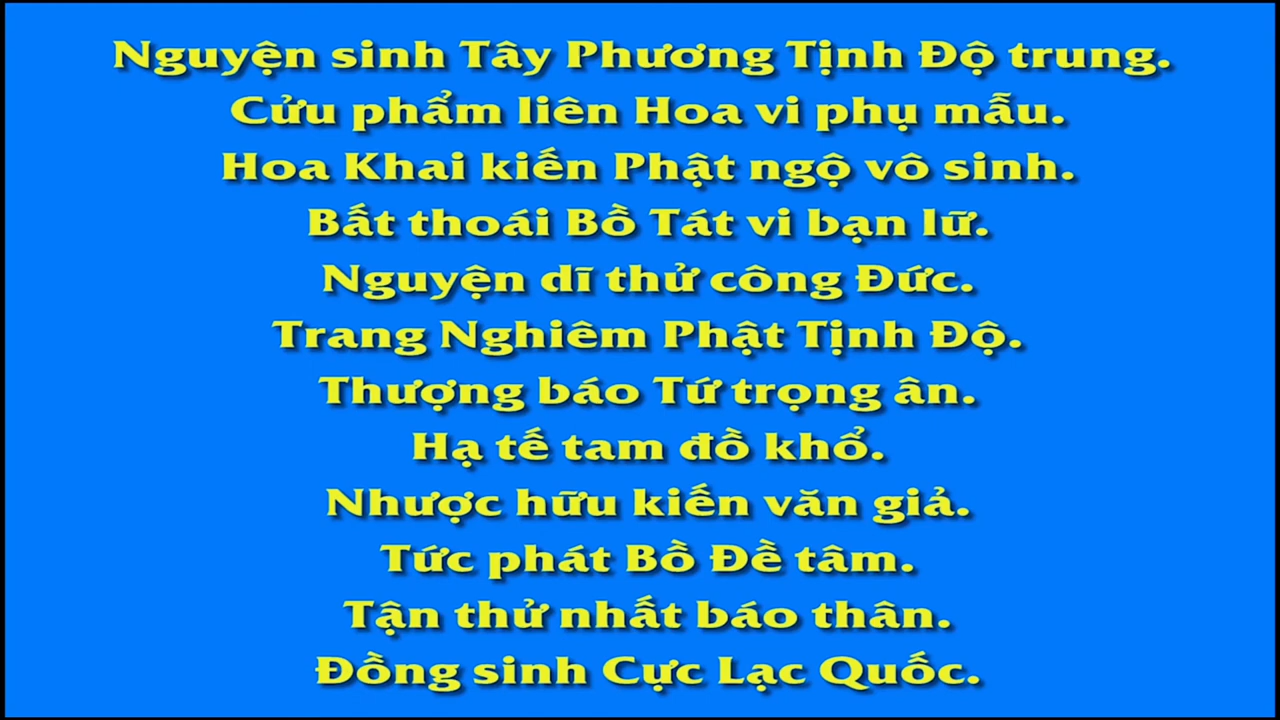 Nguyện sinh Tây Phương Tịnh Độ trung.
Cửu phẩm liên Hoa vi phụ mẫu.
Hoa Khai kiến Phật ngộ vô sinh.
Bất thoái Bồ Tát vi bạn lữ.
Nguyện dĩ thử công Đức.
Trang Nghiêm Phật Tịnh Độ.
Thượng báo Tứ trọng ân.
Hạ tế tam đồ khổ.
Nhược hữu kiến văn giả.
Tức phát Bồ Đề tâm.
Tận thử nhất báo thân.
Đồng sinh Cực Lạc Quốc.